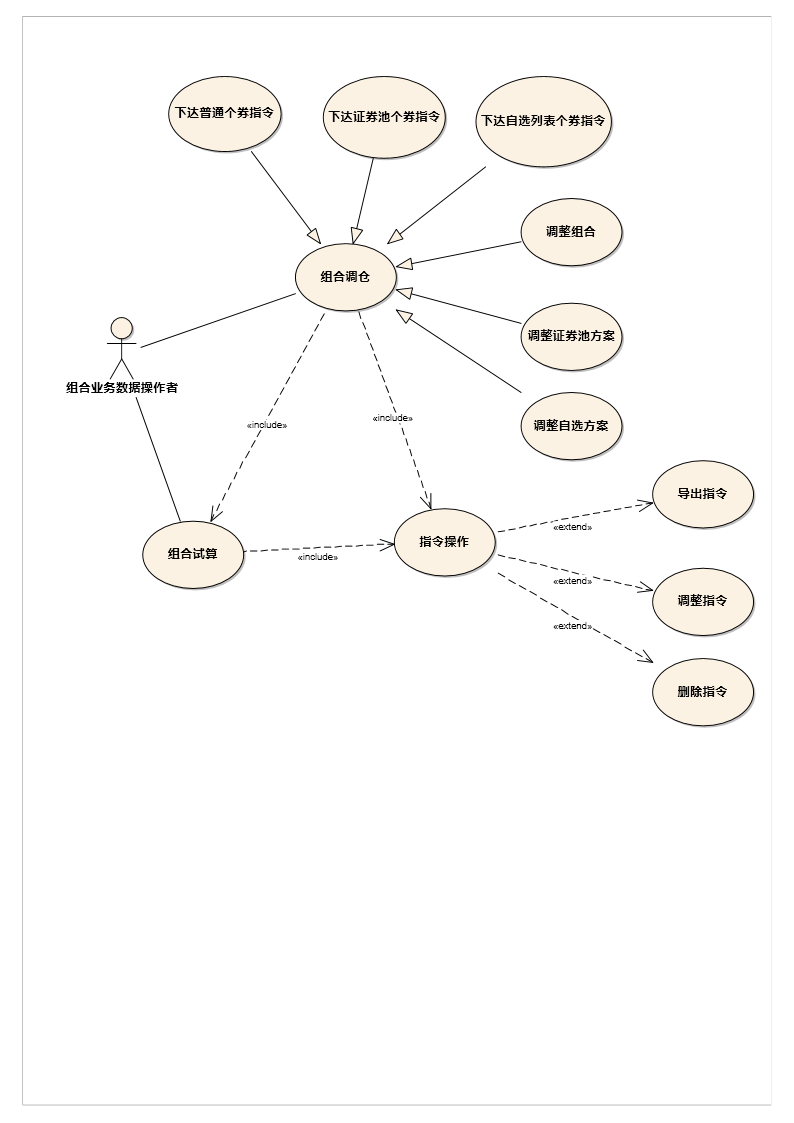 下达普通个券指令
下达证券池个券指令
下达自选列表个券指令
调整组合
组合调仓
调整证券池方案
组合业务数据操作者
«include»
«include»
调整自选方案
导出指令
«extend»
指令操作
组合试算
«include»
«extend»
调整指令
«extend»
删除指令